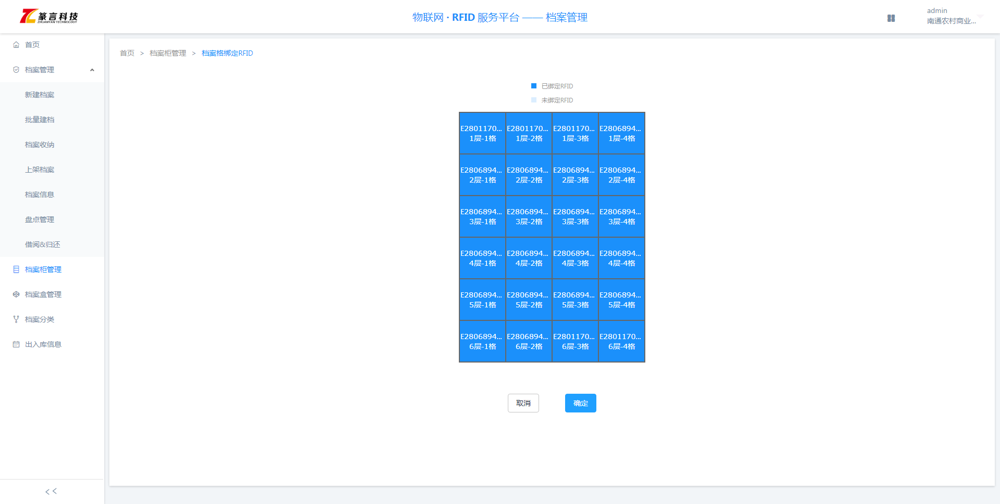 篆言科技
ZHUANYAN TECHNOLOGY
物联网 · RFID 服务平台 —— 档案管理
admin
南通农村商业...
首页
档案管理
新建档案
批量建档
档案收纳
上架档案
档案信息
盘点管理
借阅&归还
档案柜管理
档案盒管理
档案分类
出入库信息
<<
首页 > 档案柜管理 > 档案格绑定RFID
已绑定RFID
未绑定RFID
E2801170... E2801170... E2801170... E2806894...
1层-1格 1层-2格 1层-3格 1层-4格
E2806894... E2806894... E2806894... E2806894...
2层-1格 2层-2格 2层-3格 2层-4格
E2806894... E2806894... E2806894... E2806894...
3层-1格 3层-2格 3层-3格 3层-4格
E2806894... E2806894... E2806894... E2806894...
4层-1格 4层-2格 4层-3格 4层-4格
E2806894... E2806894... E2806894... E2806894...
5层-1格 5层-2格 5层-3格 5层-4格
E2806894... E2806894... E2801170... E2801170...
6层-1格 6层-2格 6层-3格 6层-4格
取消 确定